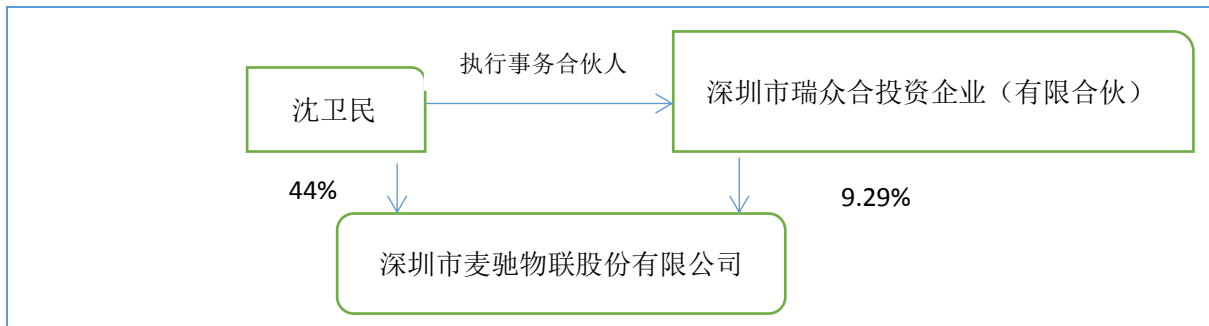 执行事务合伙人
沈卫民
深圳市瑞众合投资企业（有限合伙）
44%
9.29%
深圳市麦驰物联股份有限公司